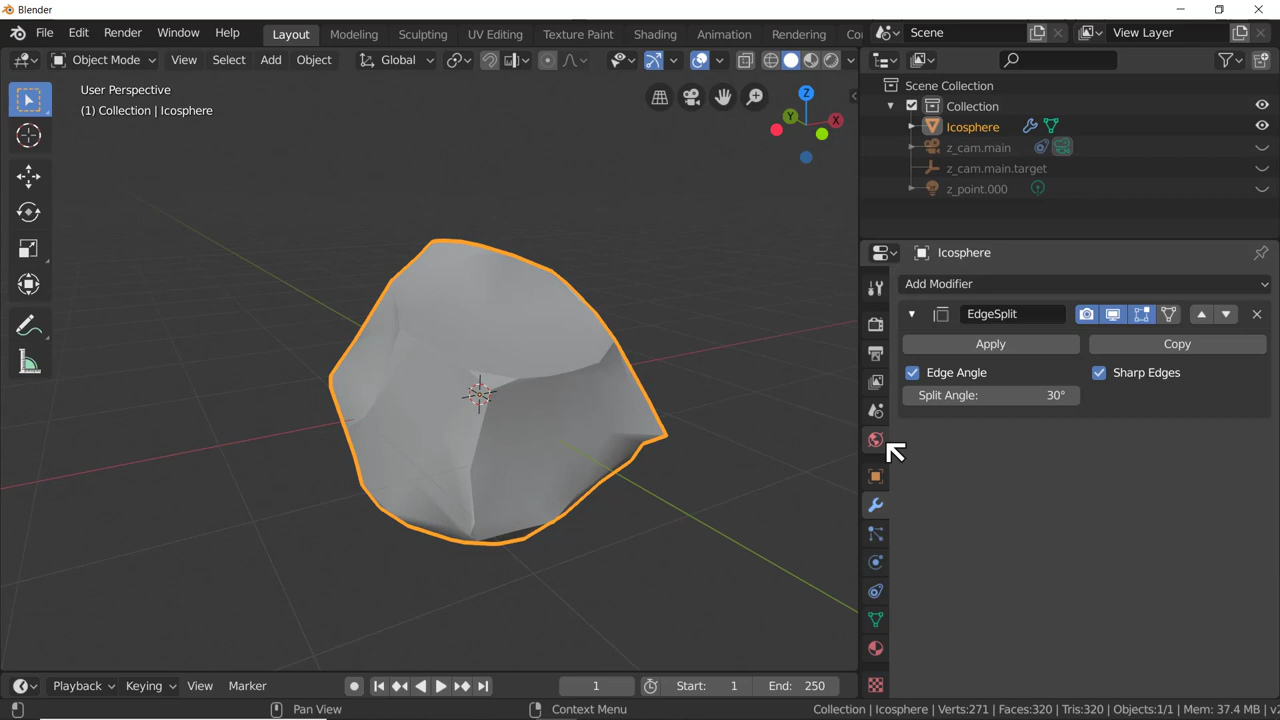 Blender
File Edit Render Window Help
Layout Modeling Sculpting UV Editing Texture Paint Shading Animation Rendering Co
Scene
View Layer
Object Mode View Select Add Object Global
User Perspective
(1) Collection | Icosphere
Z
Y
X
Scene Collection
Collection
Icosphere
z_cam.main
z_cam.main.target
z_point.000
Icosphere
Add Modifier
EdgeSplit
Apply Copy
Edge Angle Sharp Edges
Split Angle: 30°
Playback Keying View Marker
1
Start: 1 End: 250
Pan View
Context Menu
Collection | Icosphere | Verts:271 | Faces:320 | Tris:320 | Objects:1/1 | Mem: 37.4 MB | v2